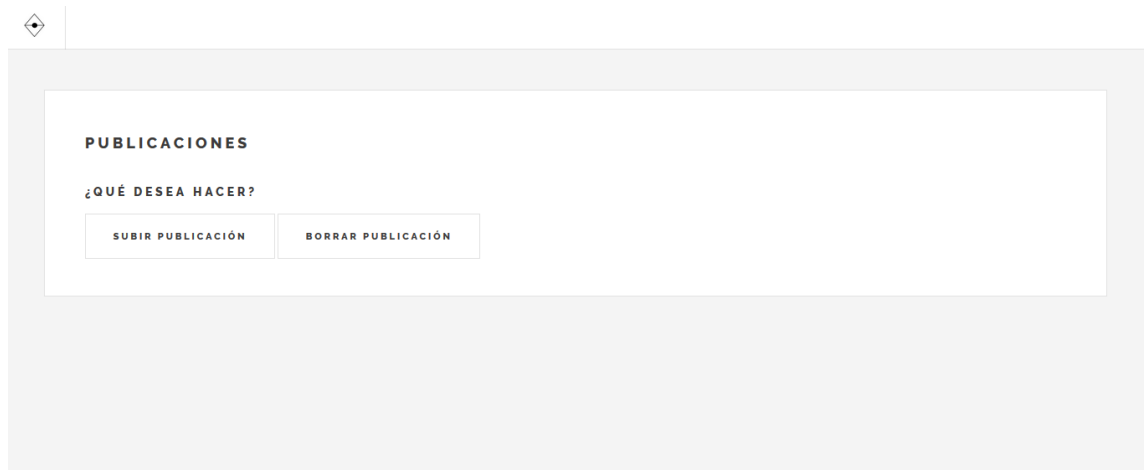 PUBLICACIONES
¿QUÉ DESEA HACER?
SUBIR PUBLICACIÓN
BORRAR PUBLICACIÓN